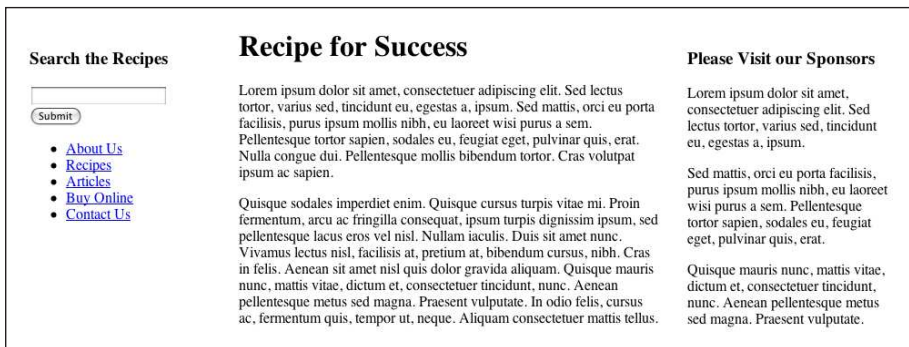 Search the Recipes
Submit
About Us
Recipes
Articles
Buy Online
Contact Us
Recipe for Success
Lorem ipsum dolor sit amet, consectetuer adipiscing elit. Sed lectus
tortor, varius sed, tincidunt eu, egestas a, ipsum. Sed mattis, orci eu porta
facilisis, purus ipsum mollis nibh, eu laoreet wisi purus a sem.
Pellentesque tortor sapien, sodales eu, feugiat eget, pulvinar quis, erat.
Nulla congue dui. Pellentesque mollis bibendum tortor. Cras volutpat
ipsum ac sapien.
Quisque sodales imperdiet enim. Quisque cursus turpis vitae mi. Proin
fermentum, arcu ac fringilla consequat, ipsum turpis dignissim ipsum, sed
pellentesque lacus eros vel nisl. Nullam iaculis. Duis sit amet nunc.
Vivamus lectus nisl, facilisis at, pretium at, bibendum cursus, nibh. Cras
in felis. Aenean sit amet nisl quis dolor gravida aliquam. Quisque mauris
nunc, mattis vitae, dictum et, consectetuer tincidunt, nunc. Aenean
pellentesque metus sed magna. Praesent vulputate. In odio felis, cursus
ac, fermentum quis, tempor ut, neque. Aliquam consectetuer mattis tellus.
Please Visit our Sponsors
Lorem ipsum dolor sit amet,
consectetuer adipiscing elit. Sed
lectus tortor, varius sed, tincidunt
eu, egestas a, ipsum.
Sed mattis, orci eu porta facilisis,
purus ipsum mollis nibh, eu laoreet
wisi purus a sem. Pellentesque
tortor sapien, sodales eu, feugiat
eget, pulvinar quis, erat.
Quisque mauris nunc, mattis vitae,
dictum et, consectetuer tincidunt,
nunc. Aenean pellentesque metus
sed magna. Praesent vulputate.